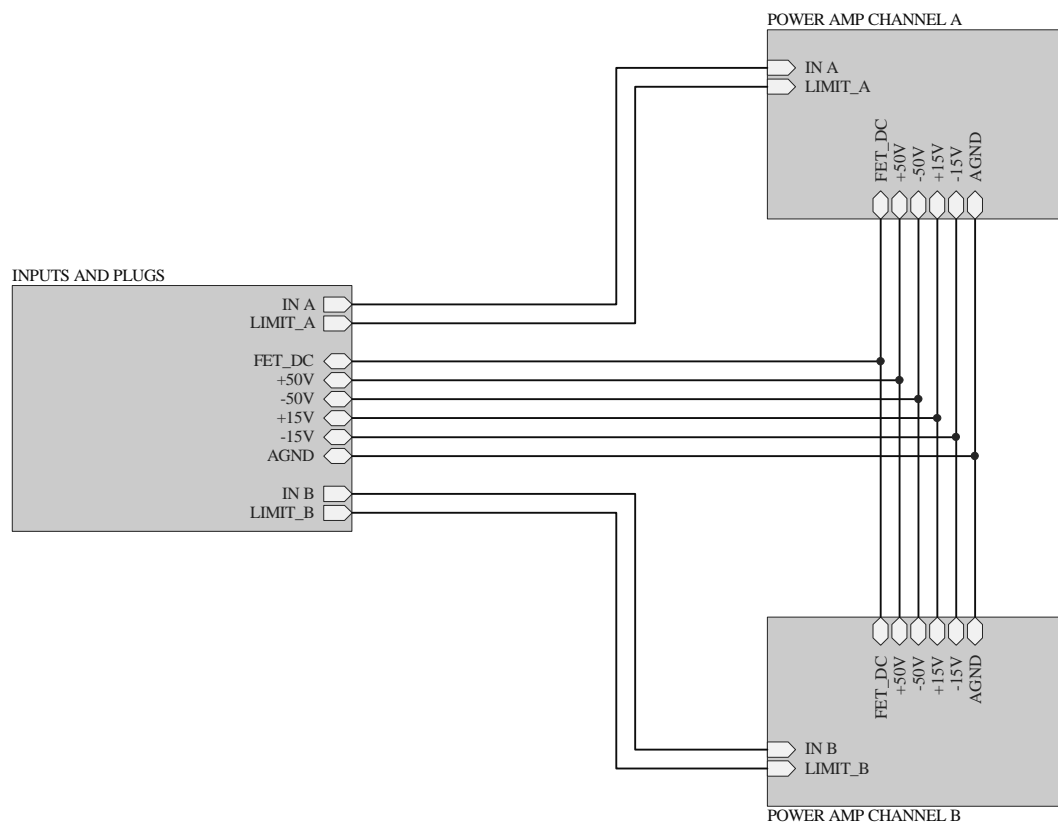 POWER AMP CHANNEL A
IN A
LIMIT_A
FET_DC
+50V
-50V
+15V
-15V
AGND
INPUTS AND PLUGS
IN A
LIMIT_A
FET_DC
+50V
-50V
+15V
-15V
AGND
IN B
LIMIT_B
FET_DC
+50V
-50V
+15V
-15V
AGND
IN B
LIMIT_B
POWER AMP CHANNEL B